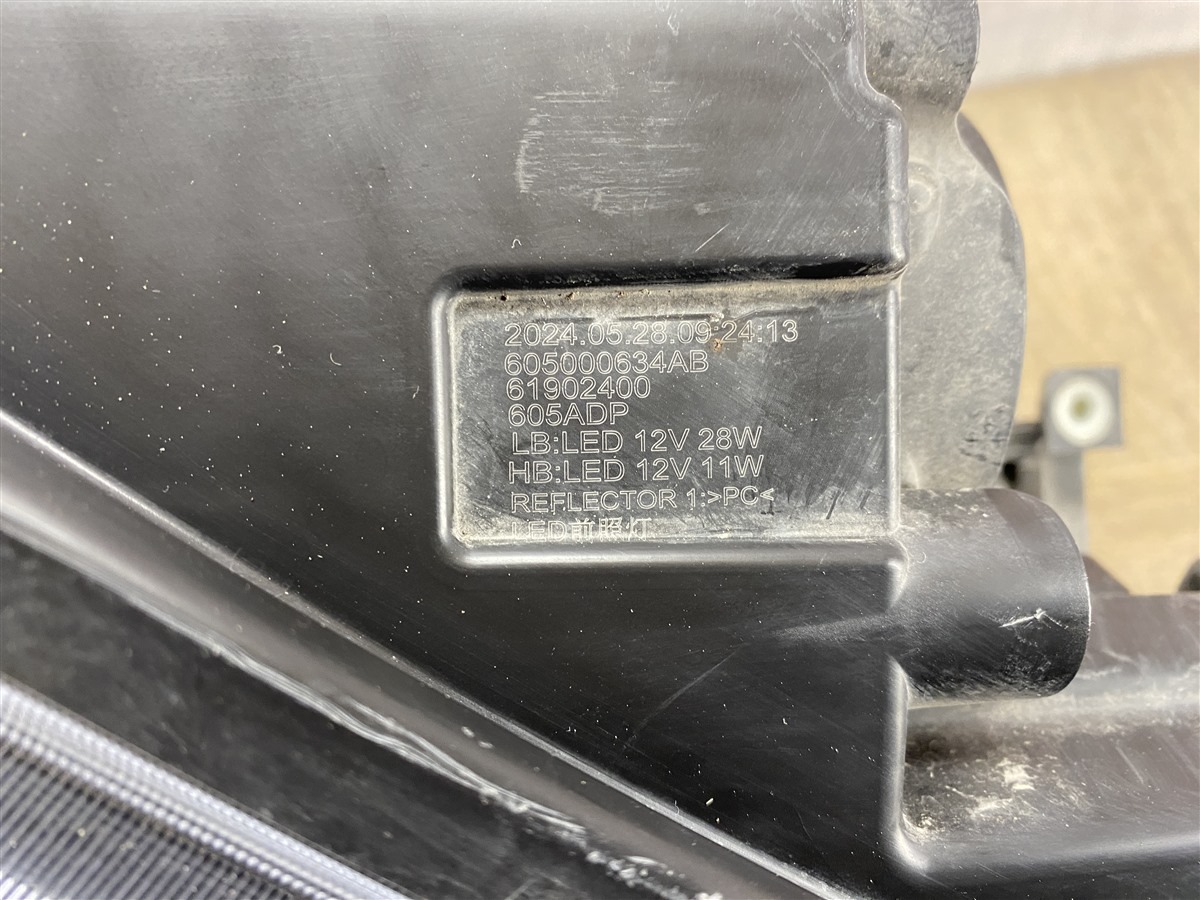 2024.05.28.09:24:13
605000634AB
61902400
605ADP
LB:LED 12V 28W
HB:LED 12V 11W
REFLECTOR 1:>PC<
LED前照灯